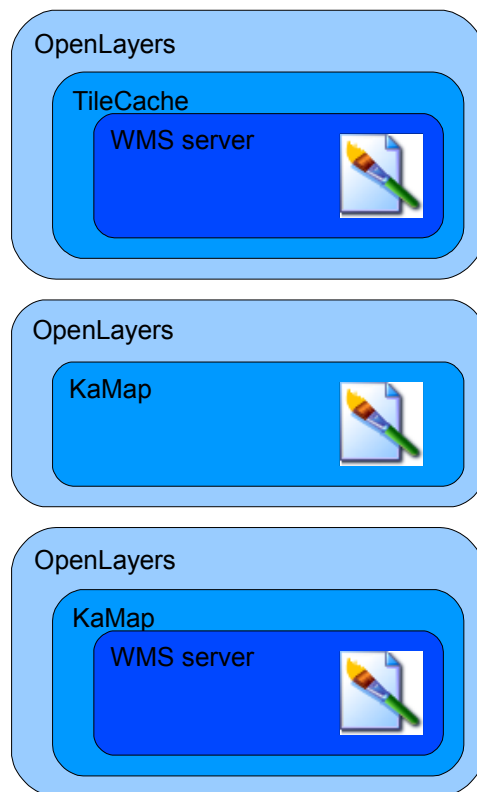 OpenLayers
TileCache
WMS server
OpenLayers
KaMap
OpenLayers
KaMap
WMS server